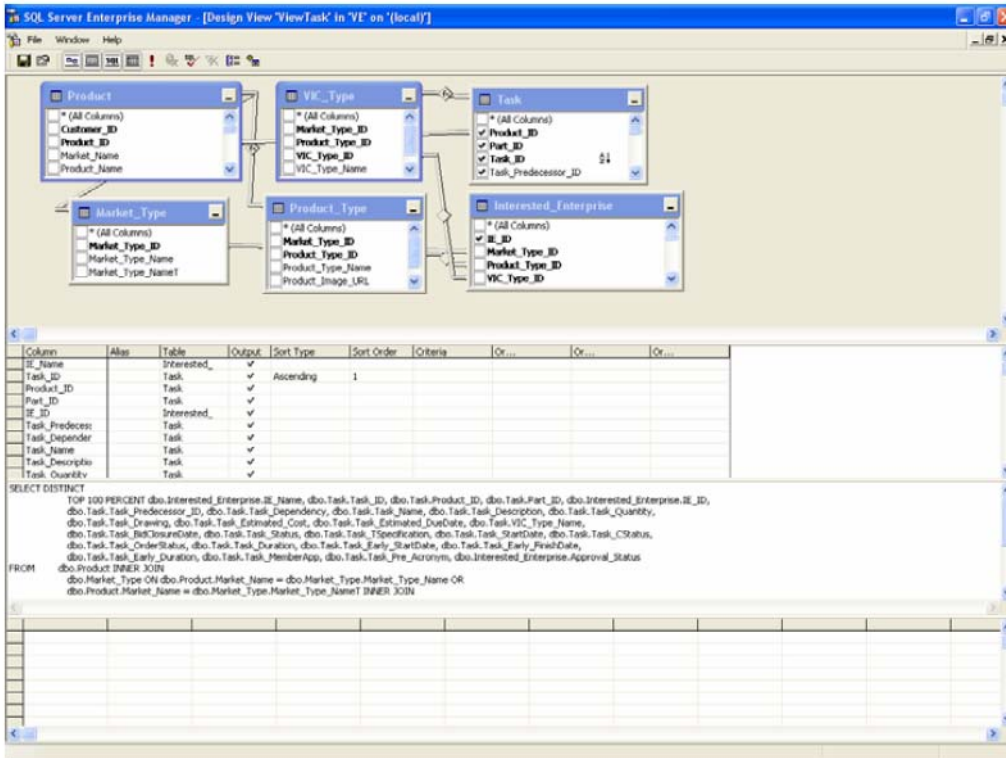 SQL Server Enterprise Manager - [Design View 'ViewTask' in 'VE' on '(local)']
File Window Help
Product
* (All Columns)
Customer_ID
Product_ID
Market_Name
Product_Name
VIC_Type
* (All Columns)
Market_Type_ID
Product_Type_ID
VIC_Type_ID
VIC_Type_Name
Task
* (All Columns)
Product_ID
Part_ID
Task_ID
Task_Predecessor_ID
Market_Type
* (All Columns)
Market_Type_ID
Market_Type_Name
Market_Type_NameT
Product_Type
* (All Columns)
Market_Type_ID
Product_Type_ID
Product_Type_Name
Product_Image_URL
Interested_Enterprise
* (All Columns)
IE_ID
Market_Type_ID
Product_Type_ID
VIC_Type_ID
Column Alias Table Output Sort Type Sort Order Criteria Or... Or... Or...
IE_Name Interested_
Task_ID Task Ascending 1
Product_ID Task
Part_ID Task
IE_ID Interested_
Task_Predeces: Task
Task_Depender Task
Task_Name Task
Task_Descriptio Task
Task_Quantity Task
SELECT DISTINCT
TOP 100 PERCENT dbo.Interested_Enterprise.IE_Name, dbo.Task.Task_ID, dbo.Task.Product_ID, dbo.Task.Part_ID, dbo.Interested_Enterprise.IE_ID,
dbo.Task.Task_Predecessor_ID, dbo.Task.Task_Dependency, dbo.Task.Task_Name, dbo.Task.Task_Description, dbo.Task.Task_Quantity,
dbo.Task.Task_Drawing, dbo.Task.Task_Estimated_Cost, dbo.Task.Task_Estimated_DueDate, dbo.Task.VIC_Type_Name,
dbo.Task.Task_BidClosureDate, dbo.Task.Task_Status, dbo.Task.Task_TSpecification, dbo.Task.Task_StartDate, dbo.Task.Task_CStatus,
dbo.Task.Task_OrderStatus, dbo.Task.Task_Duration, dbo.Task.Task_Early_StartDate, dbo.Task.Task_Early_FinishDate,
dbo.Task.Task_Early_Duration, dbo.Task.Task_MemberApp, dbo.Task.Task_Pre_Acronym, dbo.Interested_Enterprise.Approval_Status
FROM dbo.Product INNER JOIN
dbo.Market_Type ON dbo.Product.Market_Name = dbo.Market_Type.Market_Type_Name OR
dbo.Product.Market_Name = dbo.Market_Type.Market_Type_NameT INNER JOIN